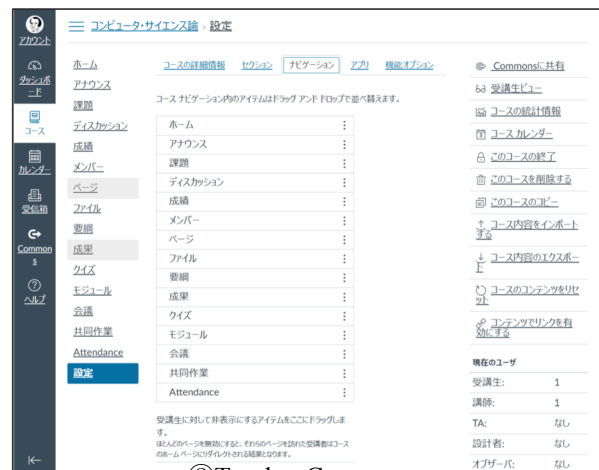 コンピュータ・サイエンス論 › 設定
アカウント
ダッシュボ
ード
コース
カレンダー
受信箱
Common
s
ヘルプ
ホーム
アナウンス
課題
ディスカッション
成績
メンバー
ページ
ファイル
要綱
成果
クイズ
モジュール
会議
共同作業
Attendance
設定
コースの詳細情報 セクション ナビゲーション アプリ 機能オプション
コース ナビゲーション内のアイテムはドラッグ アンド ドロップで並べ替えます。
ホーム
アナウンス
課題
ディスカッション
成績
メンバー
ページ
ファイル
要綱
成果
クイズ
モジュール
会議
共同作業
Attendance
受講生に対して非表示にするアイテムをここにドラッグしま
す。
ほとんどのページを無効にすると、それらのページを訪れた受講者はコース
のホーム ページにリダイレクトされる結果となります。
Commonsに共有
受講生ビュー
コースの統計情報
コース カレンダー
このコースの終了
このコースを削除する
このコースのコピー
コース内容をインポート
する
コース内容のエクスポー
ト
コースのコンテンツをリセ
ット
コンテンツでリンクを有
効にする
現在のユーザ
受講生: 1
講師: 1
TA: なし
設計者: なし
オブザーバ: なし